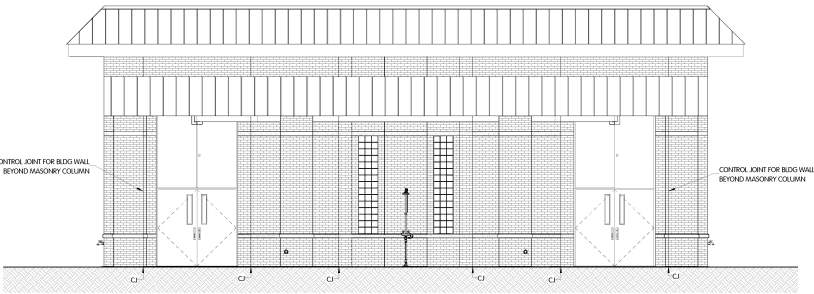 ONTROL JOINT FOR BLDG WALL
BEYOND MASONRY COLUMN
CONTROL JOINT FOR BLDG WALL
BEYOND MASONRY COLUMN
CJ
CJ
CJ
CJ
CJ
CJ